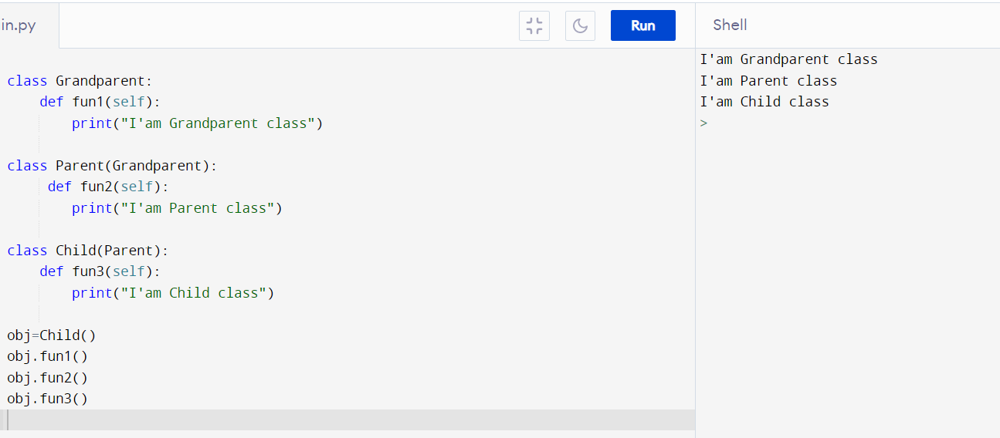 in.py
Run
Shell
class Grandparent:
    def fun1(self):
        print("I'am Grandparent class")
class Parent(Grandparent):
     def fun2(self):
        print("I'am Parent class")
class Child(Parent):
    def fun3(self):
        print("I'am Child class")
obj=Child()
obj.fun1()
obj.fun2()
obj.fun3()
I'am Grandparent class
I'am Parent class
I'am Child class
>